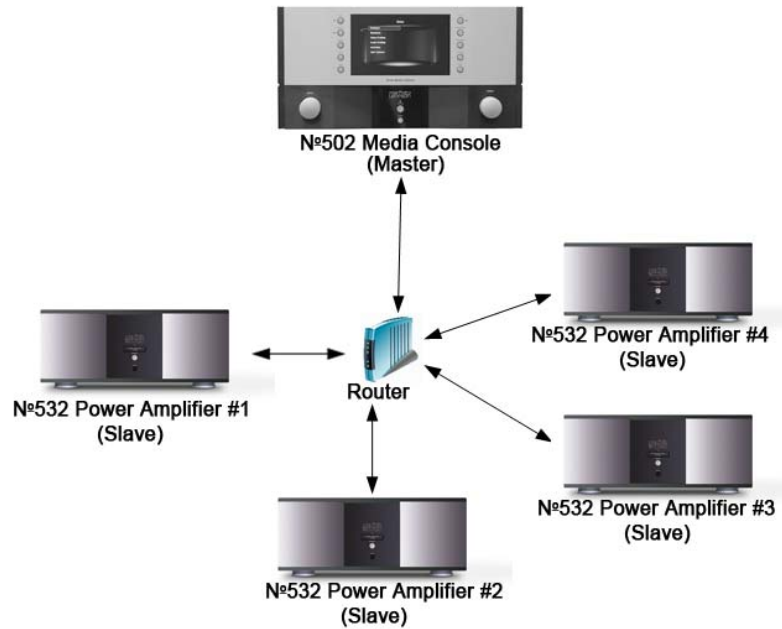 №502 Media Console
(Master)
№532 Power Amplifier #4
(Slave)
№532 Power Amplifier #1
(Slave)
Router
№532 Power Amplifier #3
(Slave)
№532 Power Amplifier #2
(Slave)